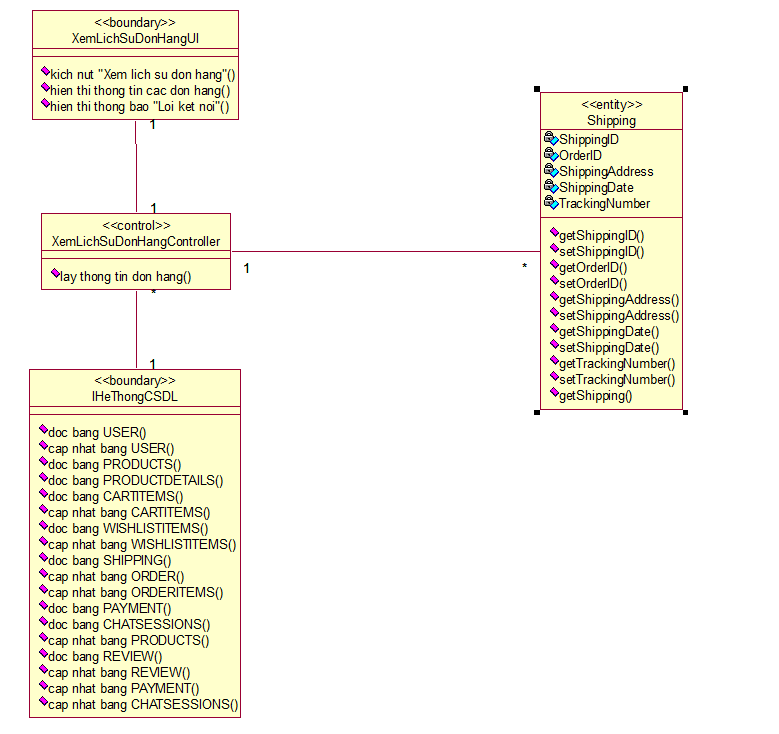 <<boundary>>
XemLichSuDonHangUI
kich nut "Xem lich su don hang"()
hien thi thong tin cac don hang()
hien thi thong bao "Loi ket noi"()
1
1
<<control>>
XemLichSuDonHangController
lay thong tin don hang()
1
*
*
1
<<boundary>>
IHeThongCSDL
doc bang USER()
cap nhat bang USER()
doc bang PRODUCTS()
doc bang PRODUCTDETAILS()
doc bang CARTITEMS()
cap nhat bang CARTITEMS()
doc bang WISHLISTITEMS()
cap nhat bang WISHLISTITEMS()
doc bang SHIPPING()
cap nhat bang ORDER()
cap nhat bang ORDERITEMS()
doc bang PAYMENT()
doc bang CHATSESSIONS()
cap nhat bang PRODUCTS()
doc bang REVIEW()
cap nhat bang REVIEW()
cap nhat bang PAYMENT()
cap nhat bang CHATSESSIONS()
<<entity>>
Shipping
ShippingID
OrderID
ShippingAddress
ShippingDate
TrackingNumber
getShippingID()
setShippingID()
getOrderID()
setOrderID()
getShippingAddress()
setShippingAddress()
getShippingDate()
setShippingDate()
getTrackingNumber()
setTrackingNumber()
getShipping()